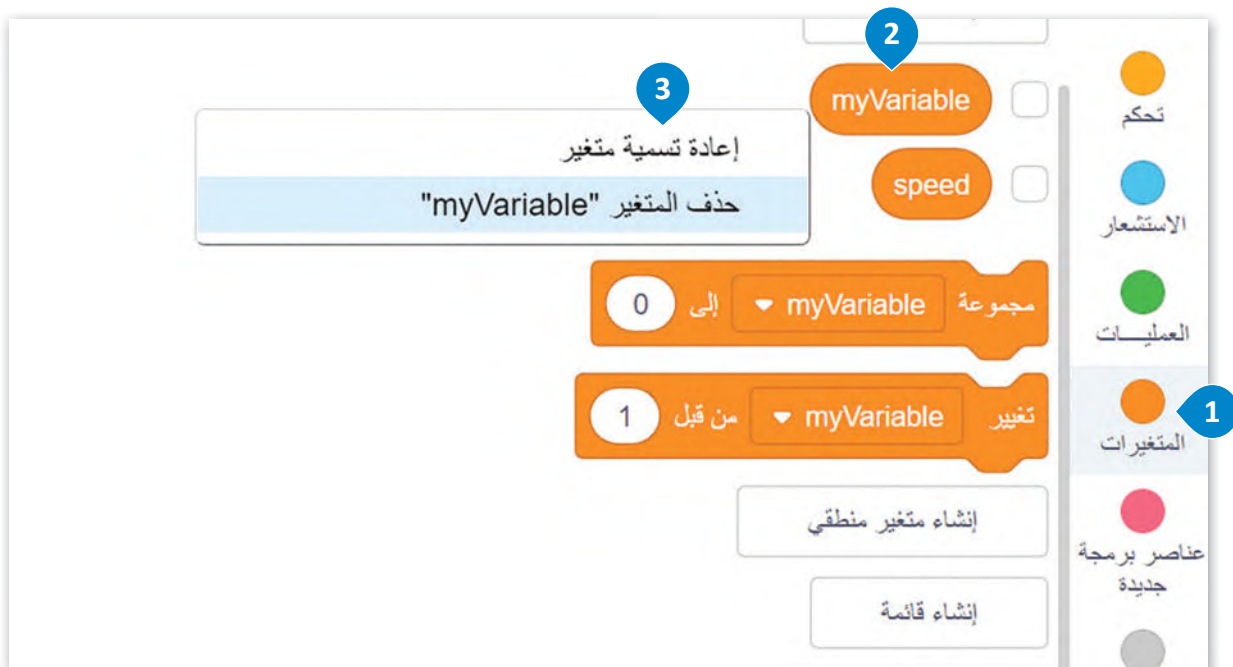 2
myVariable
3
إعادة تسمية متغير
تحكم
speed
حذف المتغير "myVariable"
الاستشعار
مجموعة myVariable إلى 0
العمليـــات
تغيير myVariable من قبل 1
1
المتغيرات
إنشاء متغير منطقي
عناصر برمجة
جديدة
إنشاء قائمة